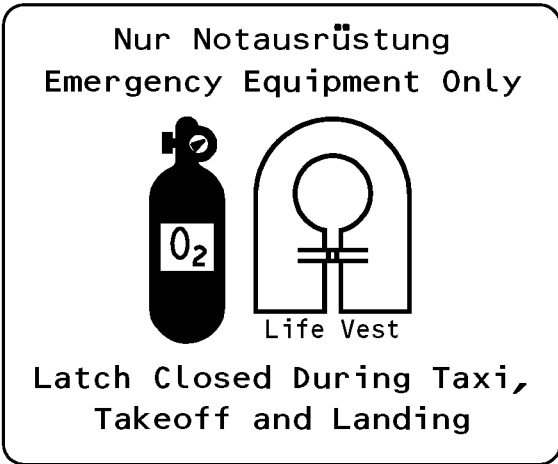 Nur Notausrüstung
Emergency Equipment Only
O₂
Life Vest
Latch Closed During Taxi,
Takeoff and Landing